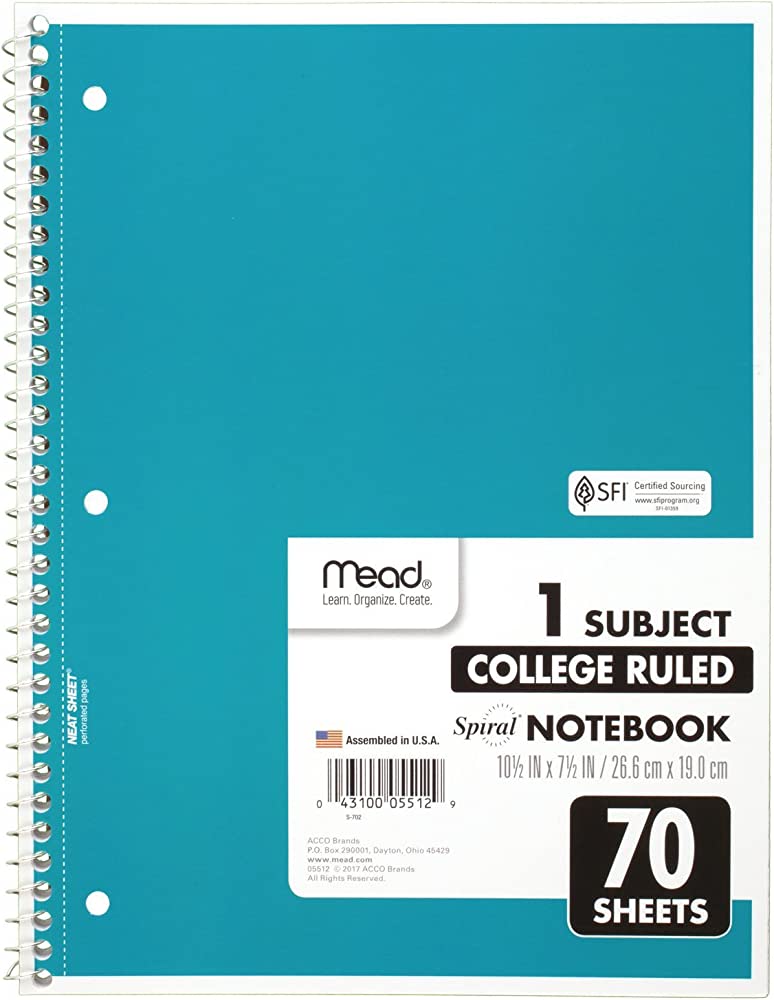 SFI® Certified Sourcing
www.sfiprogram.org
SFI-01359
Mead®
Learn. Organize. Create.
1 SUBJECT
COLLEGE RULED
Spiral® NOTEBOOK
10½ IN x 7½ IN / 26.6 cm x 19.0 cm
NEAT SHEET®
perforated pages
Assembled in U.S.A.
0 43100 05512 9
S-702
70
SHEETS
ACCO Brands
P.O. Box 290001, Dayton, Ohio 45429
www.mead.com
05512 © 2017 ACCO Brands
All Rights Reserved.